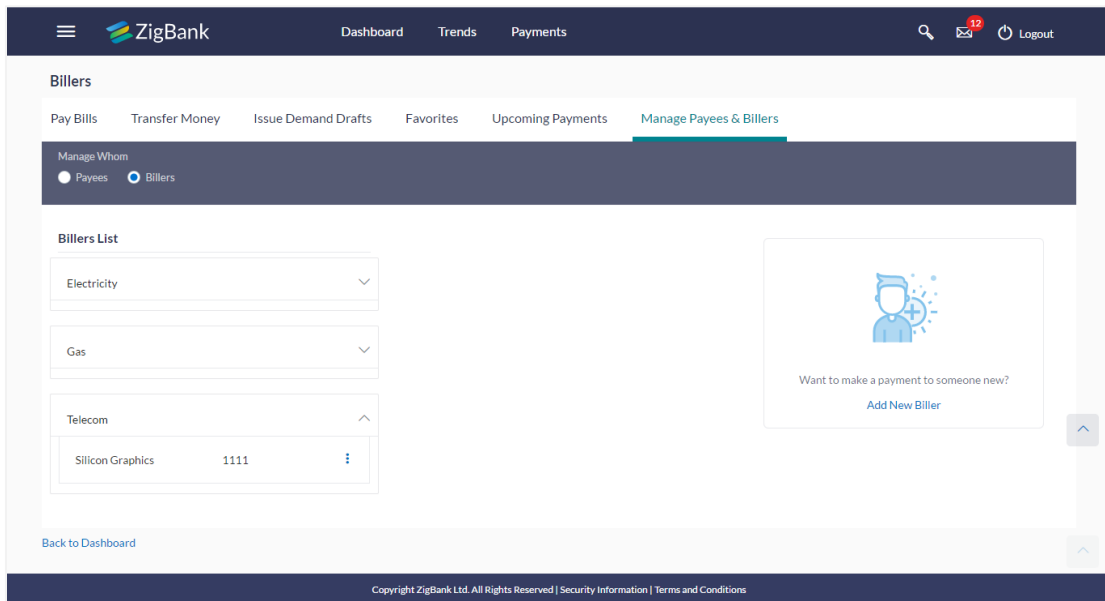 ZigBank Dashboard Trends Payments 12 Logout
Billers
Pay Bills Transfer Money Issue Demand Drafts Favorites Upcoming Payments Manage Payees & Billers
Manage Whom
Payees Billers
Billers List
Electricity
Gas
Telecom
Silicon Graphics 1111
Want to make a payment to someone new?
Add New Biller
Back to Dashboard
Copyright ZigBank Ltd. All Rights Reserved | Security Information | Terms and Conditions